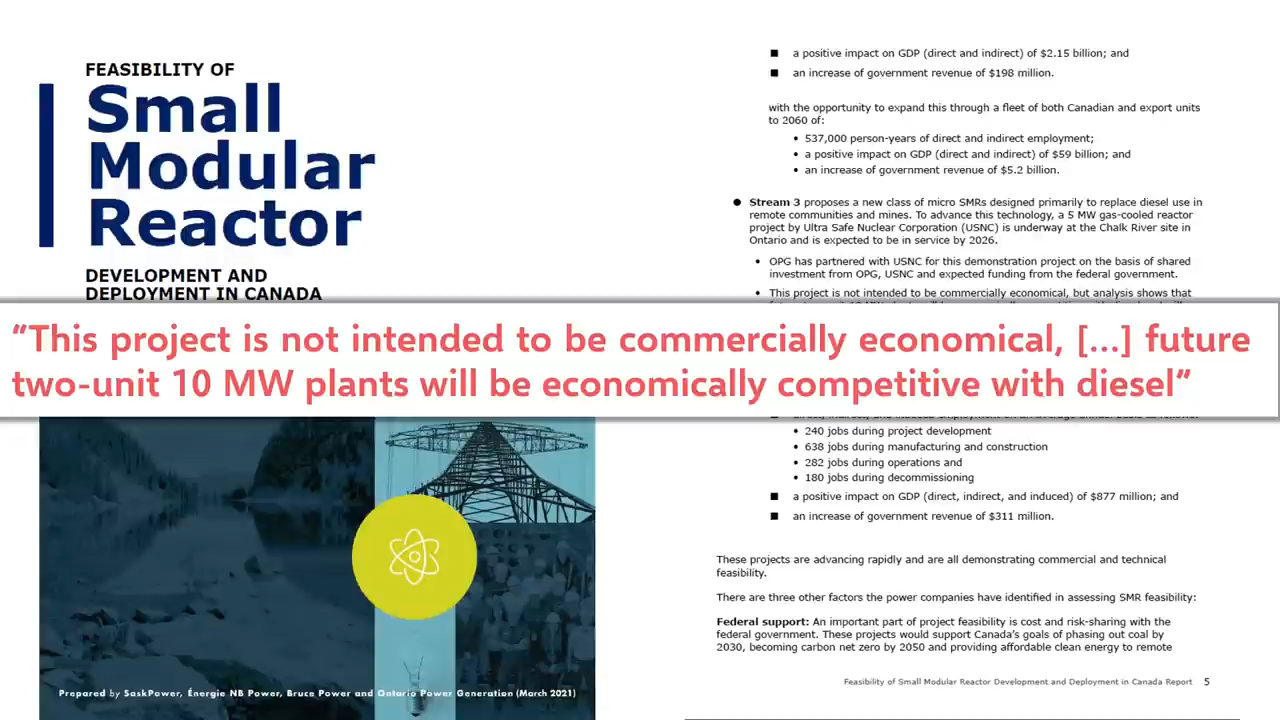 FEASIBILITY OF
Small
Modular
Reactor
DEVELOPMENT AND
DEPLOYMENT IN CANADA
Prepared by SaskPower, Énergie NB Power, Bruce Power and Ontario Power Generation (March 2021)
■ a positive impact on GDP (direct and indirect) of $2.15 billion; and
■ an increase of government revenue of $198 million.
with the opportunity to expand this through a fleet of both Canadian and export units
to 2060 of:
• 537,000 person-years of direct and indirect employment;
• a positive impact on GDP (direct and indirect) of $59 billion; and
• an increase of government revenue of $5.2 billion.
● Stream 3 proposes a new class of micro SMRs designed primarily to replace diesel use in
remote communities and mines. To advance this technology, a 5 MW gas-cooled reactor
project by Ultra Safe Nuclear Corporation (USNC) is underway at the Chalk River site in
Ontario and is expected to be in service by 2026.
• OPG has partnered with USNC for this demonstration project on the basis of shared
investment from OPG, USNC and expected funding from the federal government.
• This project is not intended to be commercially economical, but analysis shows that
“This project is not intended to be commercially economical, [...] future
two-unit 10 MW plants will be economically competitive with diesel”
• 240 jobs during project development
• 638 jobs during manufacturing and construction
• 282 jobs during operations and
• 180 jobs during decommissioning
■ a positive impact on GDP (direct, indirect, and induced) of $877 million; and
■ an increase of government revenue of $311 million.
These projects are advancing rapidly and are all demonstrating commercial and technical
feasibility.
There are three other factors the power companies have identified in assessing SMR feasibility:
Federal support: An important part of project feasibility is cost and risk-sharing with the
federal government. These projects would support Canada's goals of phasing out coal by
2030, becoming carbon net zero by 2050 and providing affordable clean energy to remote
Feasibility of Small Modular Reactor Development and Deployment in Canada Report 5